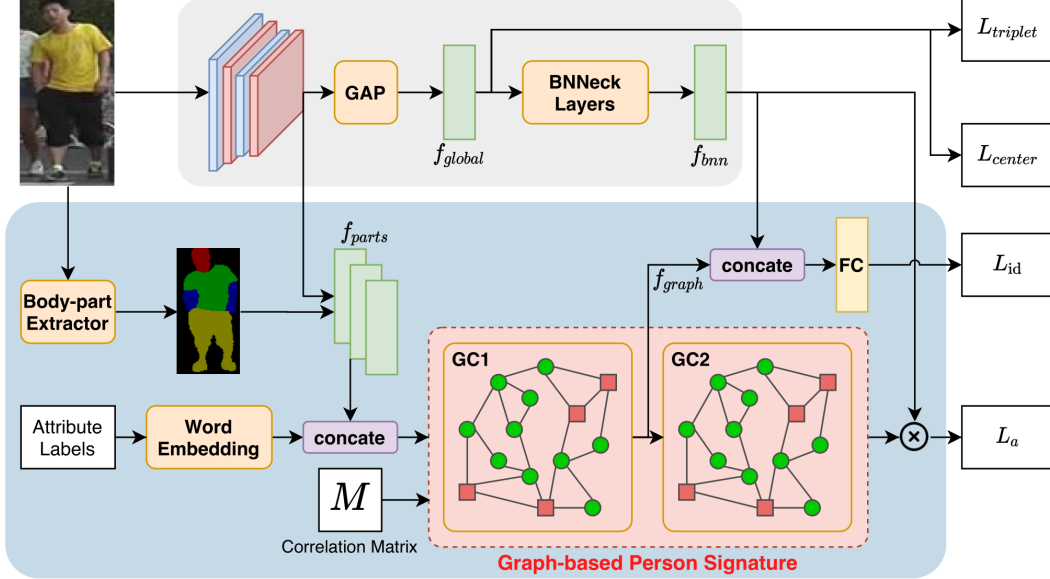 GAP
BNNeck
Layers
f_global
f_bnn
L_triplet
L_center
f_parts
Body-part
Extractor
concate
FC
L_id
f_graph
GC1
GC2
Attribute
Labels
Word
Embedding
concate
×
L_a
M
Correlation Matrix
Graph-based Person Signature